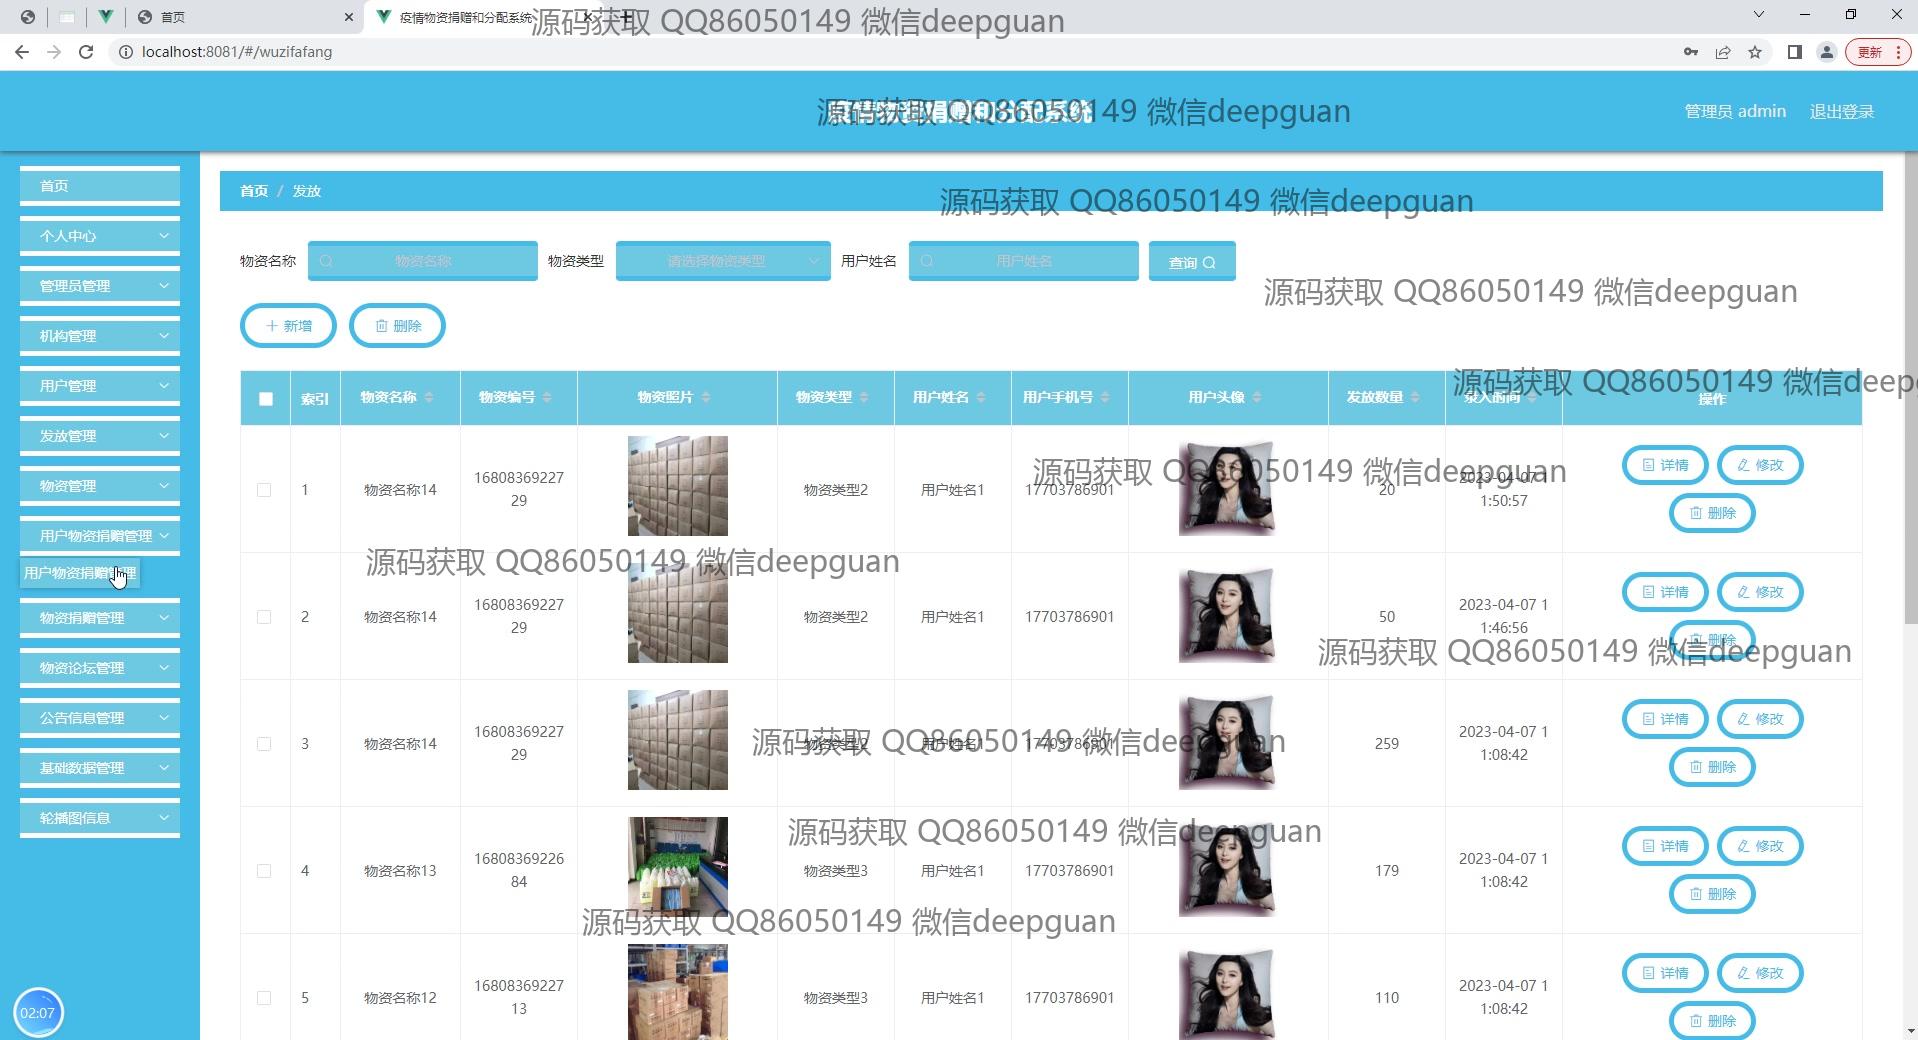 首页
疫情物资捐赠和分配系统
源码获取 QQ86050149 微信deepguan
localhost:8081/#/wuzifafang
更新
疫情物资捐赠和分配系统
源码获取 QQ86050149 微信deepguan
管理员 admin
退出登录
首页
个人中心
管理员管理
机构管理
用户管理
发放管理
物资管理
用户物资捐赠管理
用户物资捐赠管理
物资捐赠管理
物资论坛管理
公告信息管理
基础数据管理
轮播图信息
02:07
首页 / 发放
源码获取 QQ86050149 微信deepguan
物资名称 物资名称 物资类型 请选择物资类型 用户姓名 用户姓名 查询
源码获取 QQ86050149 微信deepguan
新增 删除
源码获取 QQ86050149 微信deep
索引 物资名称 物资编号 物资照片 物资类型 用户姓名 用户手机号 用户头像 发放数量 录入时间 操作
1 物资名称14 16808369227
29 物资类型2 用户姓名1 17703786901 20 2023-04-07 1
1:50:57 详情 修改
删除
源码获取 QQ86050149 微信deepguan
源码获取 QQ86050149 微信deepguan
2 物资名称14 16808369227
29 物资类型2 用户姓名1 17703786901 50 2023-04-07 1
1:46:56 详情 修改
删除
源码获取 QQ86050149 微信deepguan
3 物资名称14 16808369227
29 物资类型2 用户姓名1 17703786901 259 2023-04-07 1
1:08:42 详情 修改
删除
源码获取 QQ86050149 微信deepguan
源码获取 QQ86050149 微信deepguan
4 物资名称13 16808369226
84 物资类型3 用户姓名1 17703786901 179 2023-04-07 1
1:08:42 详情 修改
删除
源码获取 QQ86050149 微信deepguan
5 物资名称12 16808369227
13 物资类型3 用户姓名1 17703786901 110 2023-04-07 1
1:08:42 详情 修改
删除